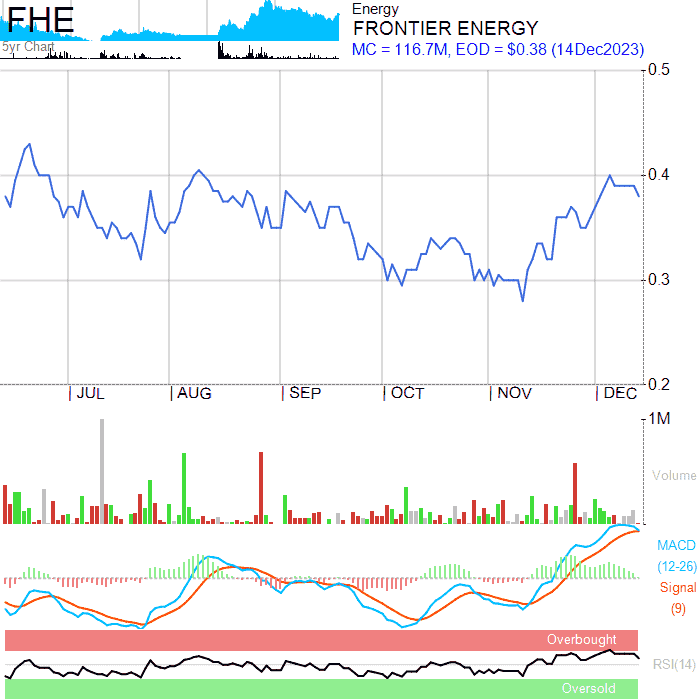 FHE
5yr Chart
Energy
FRONTIER ENERGY
MC = 116.7M, EOD = $0.38 (14Dec2023)
0.5
0.4
0.3
0.2
JUL AUG SEP OCT NOV DEC
1M
Volume
MACD
(12-26)
Signal
(9)
Overbought
RSI(14)
Oversold